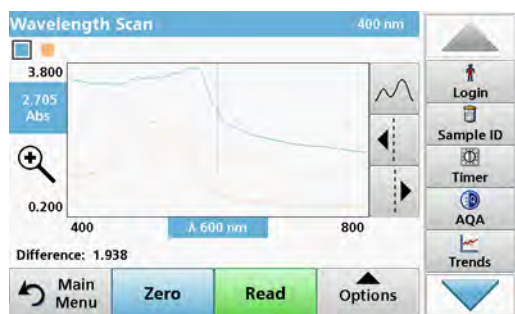 Wavelength Scan 400 nm
3.800
2.705
Abs
0.200
400 λ 600 nm 800
Difference: 1.938
Main
Menu
Zero
Read
Options
Login
Sample ID
Timer
AQA
Trends